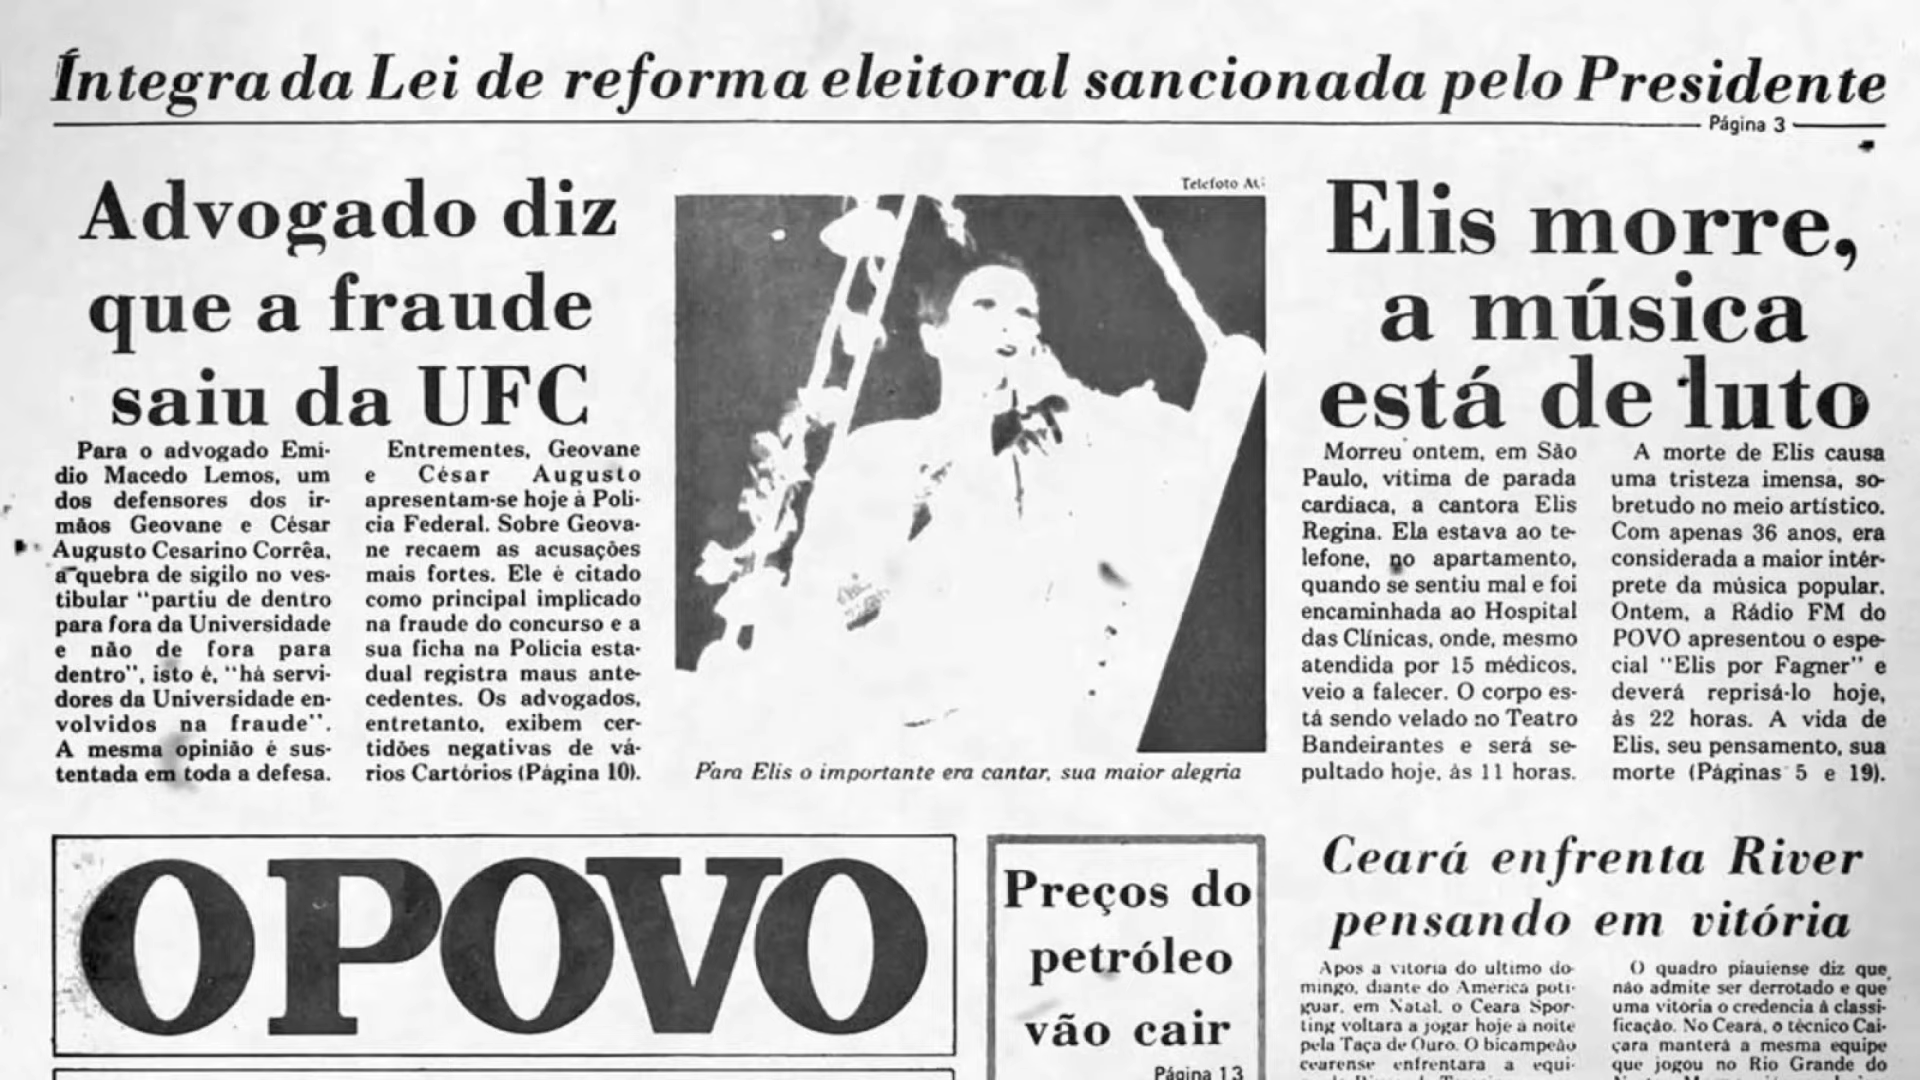 Íntegra da Lei de reforma eleitoral sancionada pelo Presidente
Página 3
Advogado diz
que a fraude
saiu da UFC
Para o advogado Emi-
dio Macedo Lemos, um
dos defensores dos ir-
mãos Geovane e César
Augusto Cesarino Corrêa,
a quebra de sigilo no ves-
tibular "partiu de dentro
para fora da Universidade
e não de fora para
dentro", isto é, "há servi-
dores da Universidade en-
volvidos na fraude".
A mesma opinião é sus-
tentada em toda a defesa.
Entrementes, Geovane
e César Augusto
apresentam-se hoje à Polí-
cia Federal. Sobre Geova-
ne recaem as acusações
mais fortes. Ele é citado
como principal implicado
na fraude do concurso e a
sua ficha na Polícia esta-
dual registra maus ante-
cedentes. Os advogados,
entretanto, exibem cer-
tidões negativas de vá-
rios Cartórios (Página 10).
Telefoto
Para Elis o importante era cantar, sua maior alegria
Elis morre,
a música
está de luto
Morreu ontem, em São
Paulo, vítima de parada
cardíaca, a cantora Elis
Regina. Ela estava ao te-
lefone, no apartamento,
quando se sentiu mal e foi
encaminhada ao Hospital
das Clínicas, onde, mesmo
atendida por 15 médicos,
veio a falecer. O corpo es-
tá sendo velado no Teatro
Bandeirantes e será se-
pultado hoje, às 11 horas.
A morte de Elis causa
uma tristeza imensa, so-
bretudo no meio artístico.
Com apenas 36 anos, era
considerada a maior intér-
prete da música popular.
Ontem, a Rádio FM do
POVO apresentou o espe-
cial "Elis por Fagner" e
deverá reprisá-lo hoje,
às 22 horas. A vida de
Elis, seu pensamento, sua
morte (Páginas 5 e 19).
O POVO
Preços do
petróleo
vão cair
Página 13
Ceará enfrenta River
pensando em vitória
Após a vitória do último do-
mingo, diante do América poti-
guar, em Natal, o Ceará Spor-
ting voltará a jogar hoje à noite
pela Taça de Ouro. O bicampeão
cearense enfrentará a equi-
O quadro piauiense diz que
não admite ser derrotado e que
uma vitória o credencia à classi-
ficação. No Ceará, o técnico Cai-
çara manterá a mesma equipe
que jogou no Rio Grande do